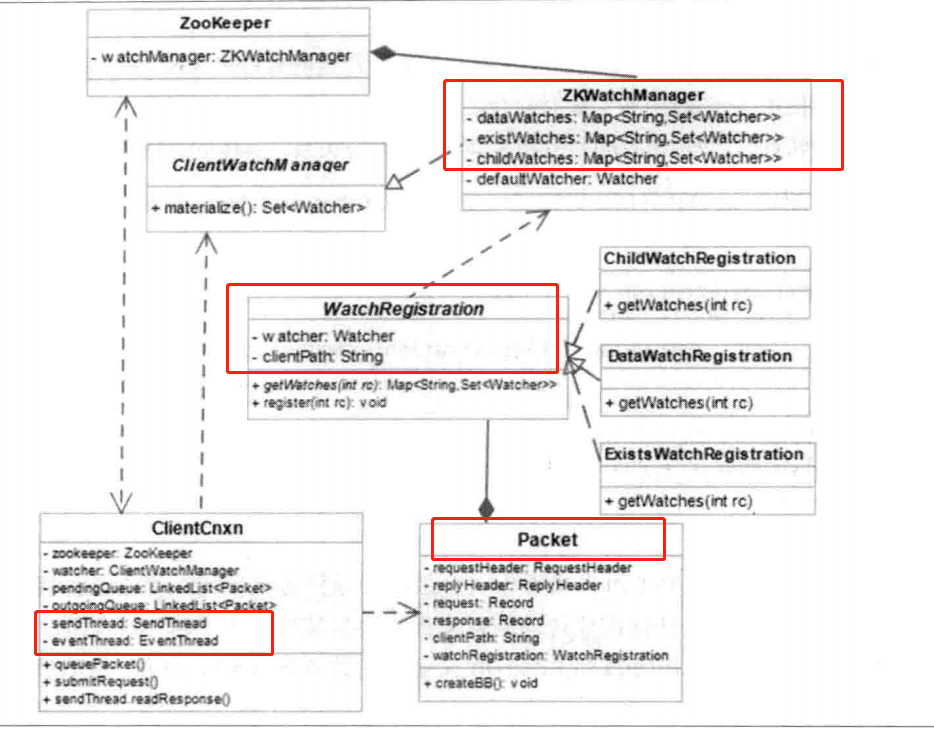 ZooKeeper
- watchManager: ZKWatchManager
ZKWatchManager
- dataWatches: Map<String,Set<Watcher>>
- existWatches: Map<String,Set<Watcher>>
- childWatches: Map<String,Set<Watcher>>
- defaultWatcher: Watcher
ClientWatchManager
+ materialize(): Set<Watcher>
WatchRegistration
- watcher: Watcher
- clientPath: String
+ getWatches(int rc): Map<String,Set<Watcher>>
+ register(int rc): void
ChildWatchRegistration
+ getWatches(int rc)
DataWatchRegistration
+ getWatches(int rc)
ExistsWatchRegistration
+ getWatches(int rc)
ClientCnxn
- zookeeper: ZooKeeper
- watcher: ClientWatchManager
- pendingQueue: LinkedList<Packet>
- outgoingQueue: LinkedList<Packet>
- sendThread: SendThread
- eventThread: EventThread
+ queuePacket()
+ submitRequest()
+ sendThread.readResponse()
Packet
- requestHeader: RequestHeader
- replyHeader: ReplyHeader
- request: Record
- response: Record
- clientPath: String
- watchRegistration: WatchRegistration
+ createBB(): void